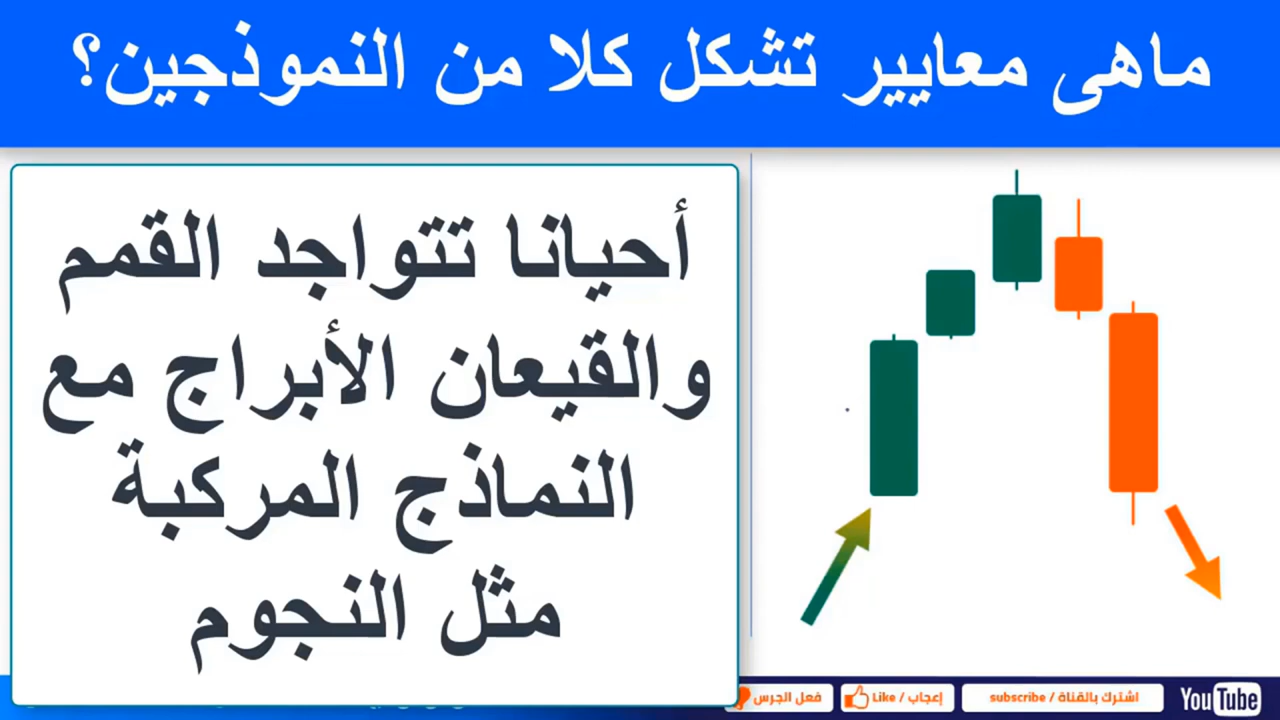 ماهى معايير تشكل كلا من النموذجين؟
أحيانا تتواجد القمم
والقيعان الأبراج مع
النماذج المركبة
مثل النجوم
فعل الجرس
إعجاب / Like
اشترك بالقناة / subscribe
YouTube